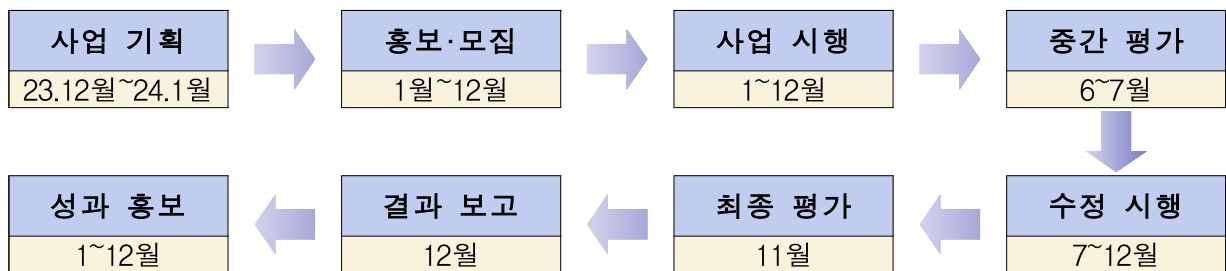 사업 기획
23.12월~24.1월
홍보·모집
1월~12월
사업 시행
1~12월
중간 평가
6~7월
수정 시행
7~12월
최종 평가
11월
결과 보고
12월
성과 홍보
1~12월